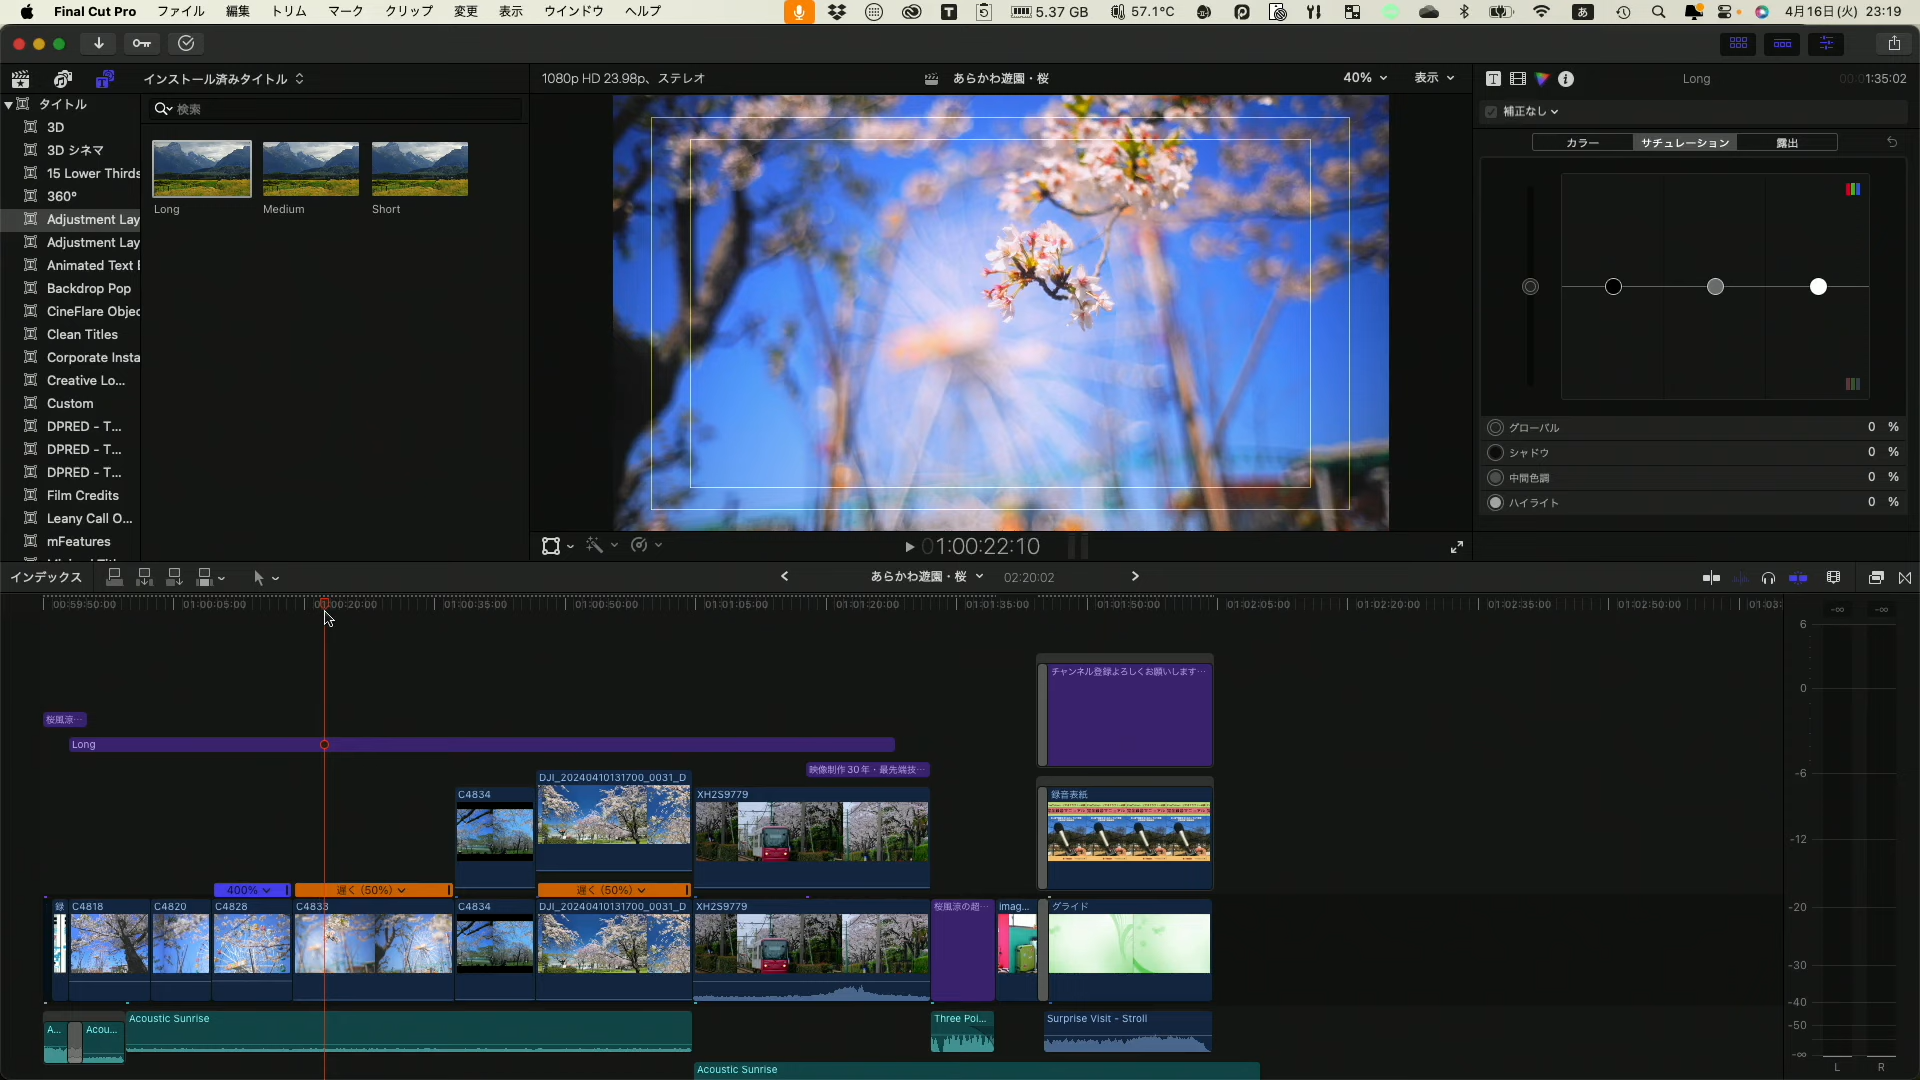 Final Cut Pro ファイル 編集 トリム マーク クリップ 変更 表示 ウインドウ ヘルプ 5.37 GB 57.1°C あ 4月16日(火) 23:19
インストール済みタイトル 1080p HD 23.98p、ステレオ あらかわ遊園・桜 40% 表示 Long 00:01:35:02
タイトル 検索 補正なし
3D
カラー サチュレーション 露出
3D シネマ
15 Lower Thirds
360°
Adjustment Lay
Long Medium Short
Adjustment Lay
Animated Text
Backdrop Pop
CineFlare Objec
Clean Titles
Corporate Insta
Creative Lo...
Custom
DPRED - T...
DPRED - T...
DPRED - T...
Film Credits
Leany Call O...
mFeatures
グローバル 0 %
シャドウ 0 %
中間色調 0 %
ハイライト 0 %
01:00:22:10
インデックス あらかわ遊園・桜 02:20:02
00:59:50:00 01:00:05:00 01:00:20:00 01:00:35:00 01:00:50:00 01:01:05:00 01:01:20:00 01:01:35:00 01:01:50:00 01:02:05:00 01:02:20:00 01:02:35:00 01:02:50:00 01:03:
-∞ -∞
6
チャンネル登録よろしくお願いします…
0
桜風涼…
Long
映像制作30年・最先端技…
-6
DJI_20240410131700_0031_D
C4834 XH2S9779 録音表紙
-12
400% 遅く (50%) 遅く (50%)
録 C4818 C4820 C4828 C4833 C4834 DJI_20240410131700_0031_D XH2S9779 桜風涼の超… imag... グライド
-20
-30
-40
A... Acou... Acoustic Sunrise Three Poi... Surprise Visit - Stroll
-50
-∞
Acoustic Sunrise
L R